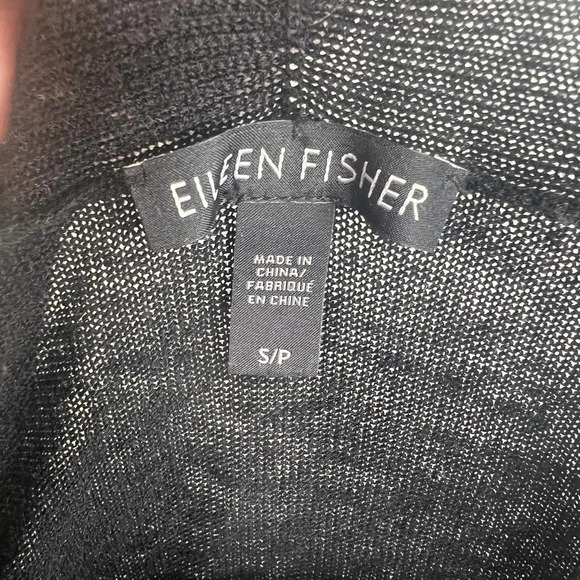 EILEEN FISHER
MADE IN
CHINA/
FABRIQUÉ
EN CHINE
S/P